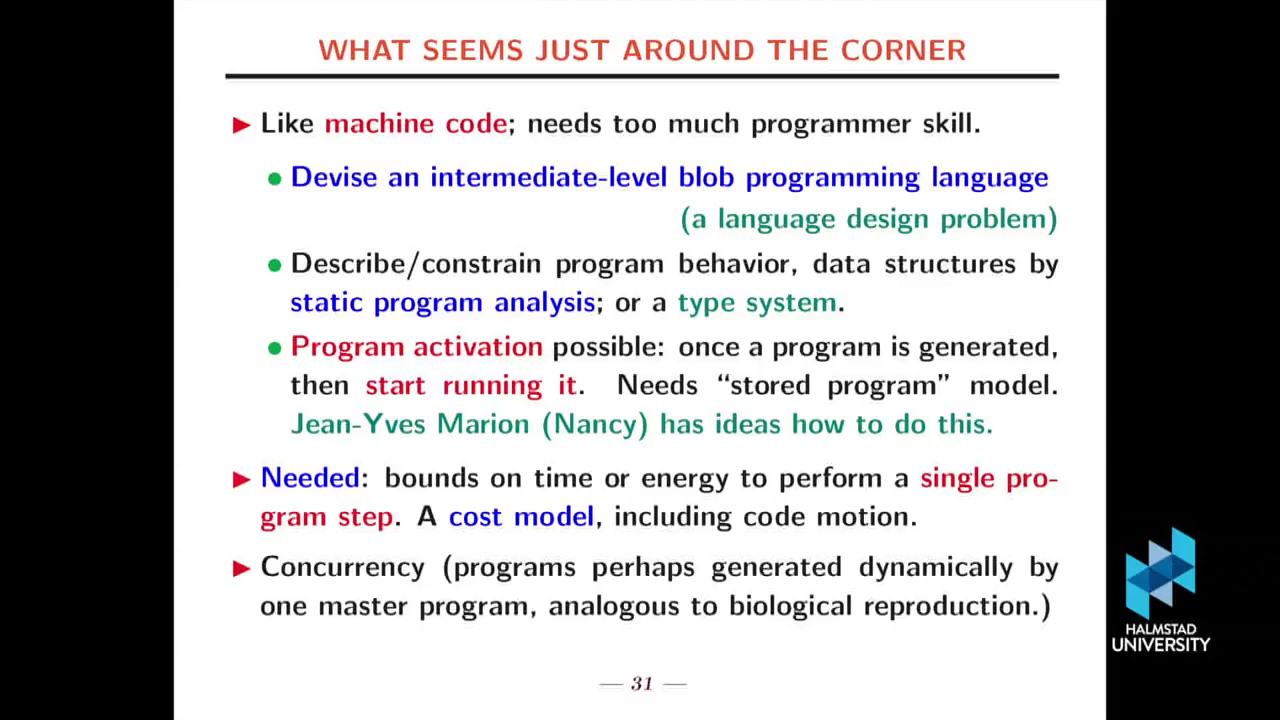 WHAT SEEMS JUST AROUND THE CORNER
▶ Like machine code; needs too much programmer skill.
● Devise an intermediate-level blob programming language
(a language design problem)
● Describe/constrain program behavior, data structures by
static program analysis; or a type system.
● Program activation possible: once a program is generated,
then start running it. Needs “stored program” model.
Jean-Yves Marion (Nancy) has ideas how to do this.
▶ Needed: bounds on time or energy to perform a single pro-
gram step. A cost model, including code motion.
▶ Concurrency (programs perhaps generated dynamically by
one master program, analogous to biological reproduction.)
HALMSTAD
UNIVERSITY
— 31 —